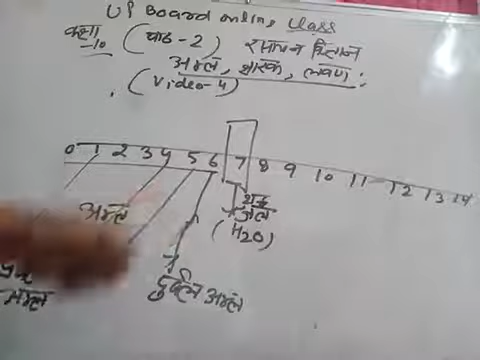 UP Board online Class
कक्षा -10 (पाठ-2) रसायन विज्ञान
अम्ल, क्षारक, लवण :
(Video-4)
0 1 2 3 4 5 6 7 8 9 10 11 12 13 14
अम्ल
शुद्ध
जल
(H2O)
अम्ल
दुर्बल अम्ल